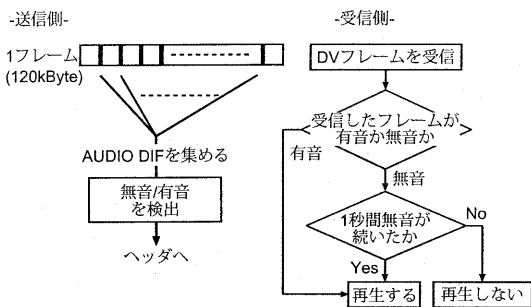 -送信側-
1フレーム
(120kByte)
AUDIO DIFを集める
無音/有音
を検出
ヘッダへ
-受信側-
DVフレームを受信
受信したフレームが
有音か無音か
有音
無音
1秒間無音が
続いたか
No
Yes
再生する
再生しない